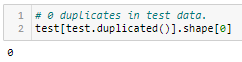 1 # 0 duplicates in test data.
2 test[test.duplicated()].shape[0]
0